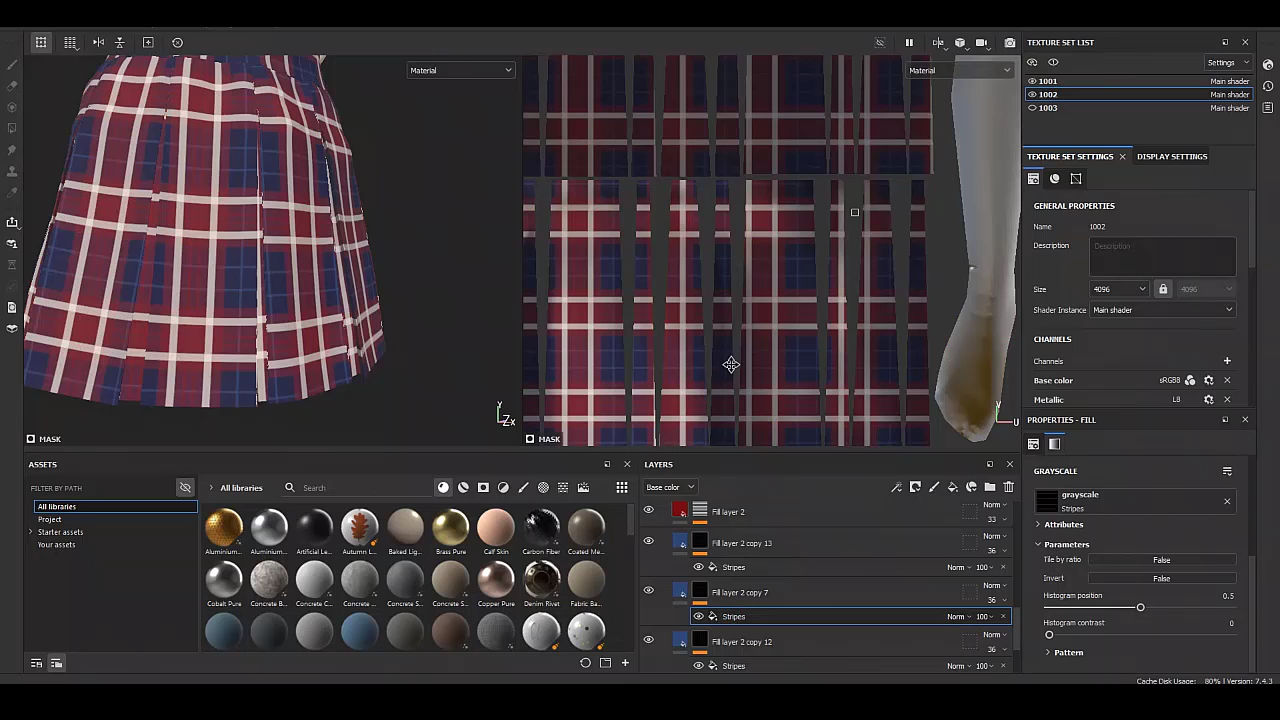 TEXTURE SET LIST
Settings
1001 Main shader
1002 Main shader
1003 Main shader
Material
Material
TEXTURE SET SETTINGS
DISPLAY SETTINGS
GENERAL PROPERTIES
Name 1002
Description Description
Size 4096 4096
Shader Instance Main shader
CHANNELS
Channels
Base color sRGB8
Metallic L8
Y
Zx
Y
U
MASK
MASK
PROPERTIES - FILL
GRAYSCALE
grayscale
Stripes
Attributes
Parameters
Tile by ratio False
Invert False
Histogram position 0.5
Histogram contrast 0
Pattern
ASSETS
FILTER BY PATH
All libraries
Project
Starter assets
Your assets
All libraries
Search
Aluminium... Aluminium... Artificial Le... Autumn L... Baked Lig... Brass Pure Calf Skin Carbon Fiber Coated Me...
Cobalt Pure Concrete B... Concrete C... Concrete ... Concrete S... Concrete S... Copper Pure Denim Rivet Fabric Ba...
LAYERS
Base color
Fill layer 2 Norm 33
Fill layer 2 copy 13 Norm 36
Stripes Norm 100
Fill layer 2 copy 7 Norm 36
Stripes Norm 100
Fill layer 2 copy 12 Norm 36
Stripes Norm 100
Cache Disk Usage: 80% | Version: 7.4.3